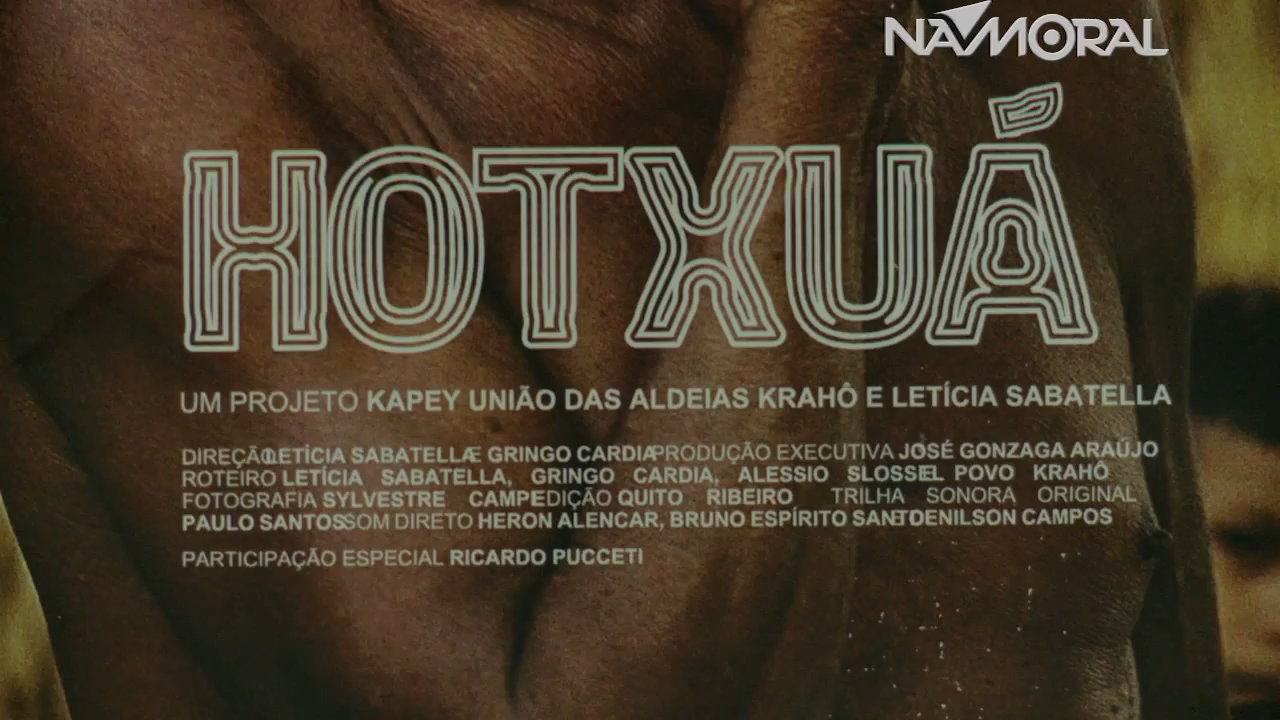 NAMORAL
HOTXUÁ
UM PROJETO KAPEY UNIÃO DAS ALDEIAS KRAHÔ E LETÍCIA SABATELLA
DIREÇÃO LETÍCIA SABATELLA E GRINGO CARDIA PRODUÇÃO EXECUTIVA JOSÉ GONZAGA ARAÚJO
ROTEIRO LETÍCIA SABATELLA, GRINGO CARDIA, ALESSIO SLOSSEL POVO KRAHÔ
FOTOGRAFIA SYLVESTRE CAMPE EDIÇÃO QUITO RIBEIRO TRILHA SONORA ORIGINAL
PAULO SANTOS SOM DIRETO HERON ALENCAR, BRUNO ESPÍRITO SANTO DENILSON CAMPOS
PARTICIPAÇÃO ESPECIAL RICARDO PUCCETI